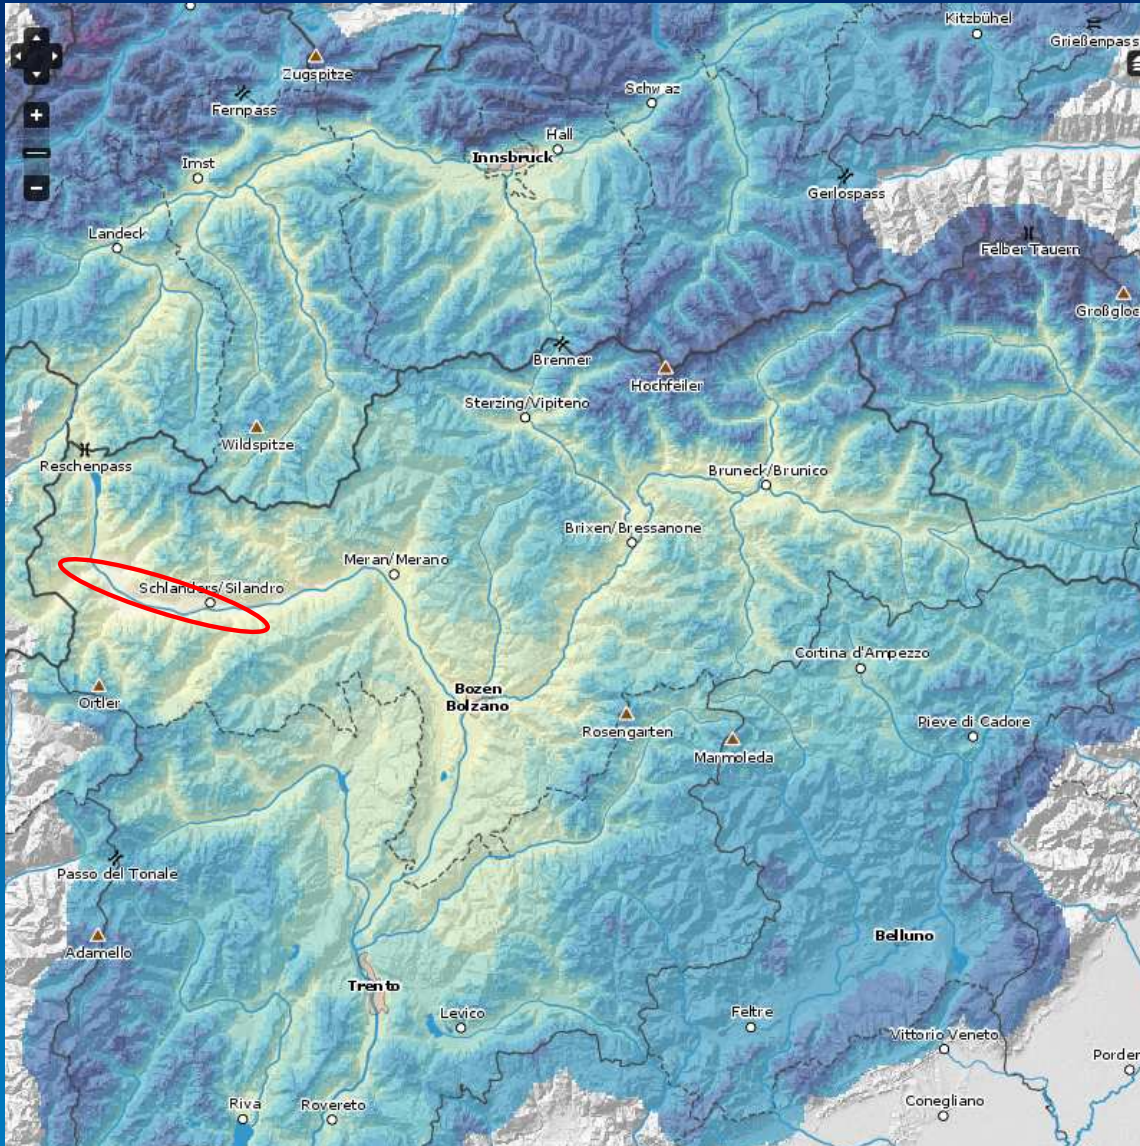 Kitzbühel
Grießenpass
Zugspitze
Fernpass
Schwaz
Hall
Innsbruck
Imst
Gerlospass
Landeck
Felber Tauern
Großgloc
Brenner
Hochfeiler
Sterzing/Vipiteno
Wildspitze
Reschenpass
Bruneck/Brunico
Brixen/Bressanone
Meran/Merano
Schlanders/Silandro
Cortina d'Ampezzo
Ortler
Bozen
Bolzano
Rosengarten
Pieve di Cadore
Marmoleda
Passo del Tonale
Belluno
Adamello
Trento
Levico
Feltre
Vittorio Veneto
Porden
Riva
Rovereto
Conegliano